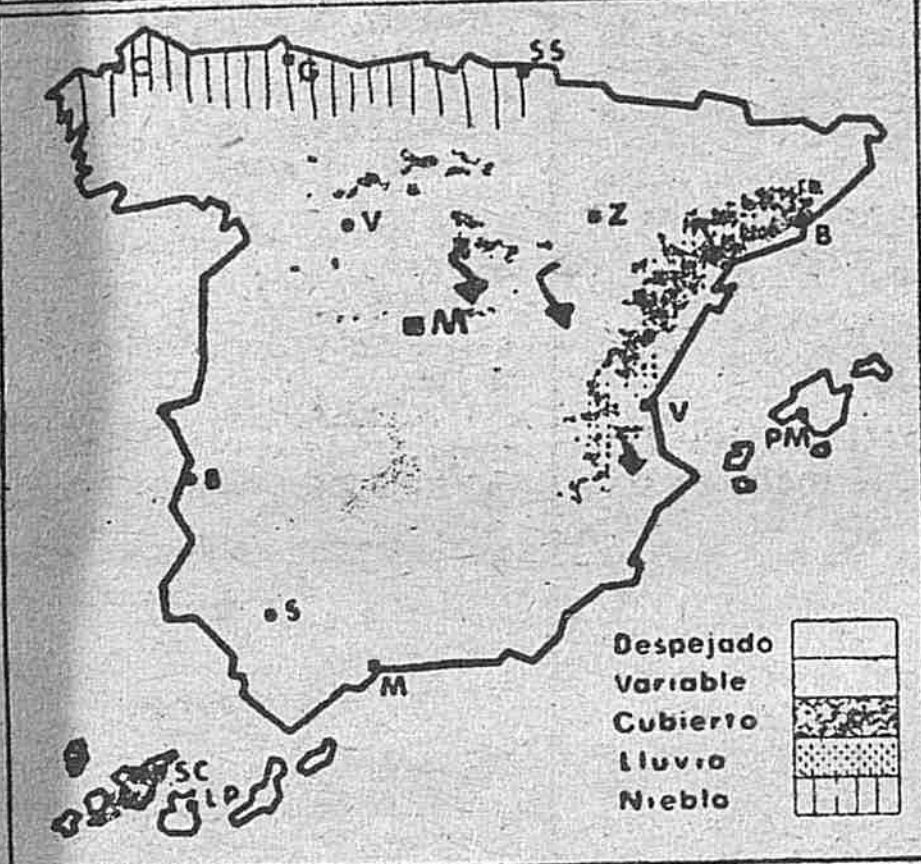 C
G
SS
V
Z
B
M
V
PM
B
S
M
SC
LP
Despejado
Variable
Cubierto
Lluvia
Niebla